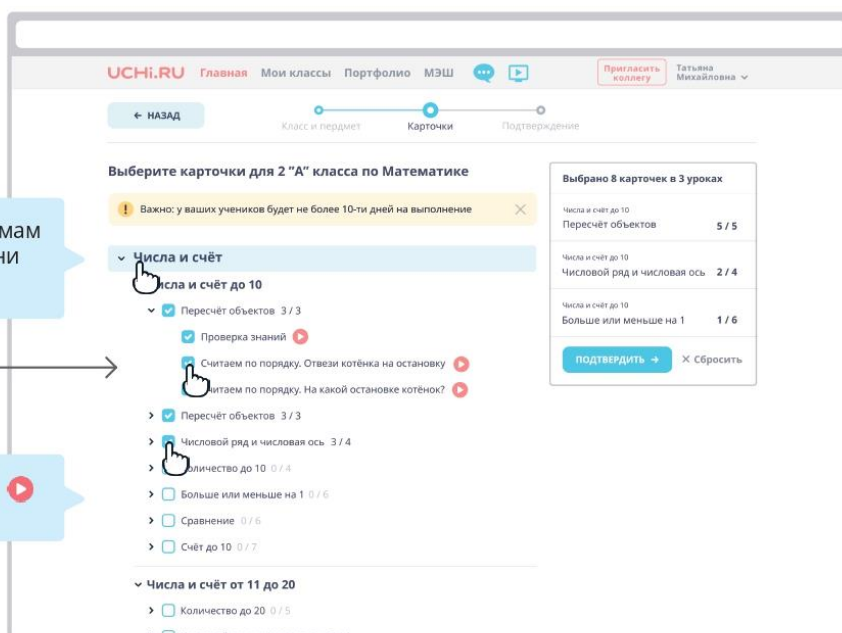 UCHi.RU Главная Мои классы Портфолио МЭШ
Пригласить коллегу
Татьяна Михайловна
← НАЗАД
Класс и пердмет
Карточки
Подтверждение
Выберите карточки для 2 "А" класса по Математике
! Важно: у ваших учеников будет не более 10-ти дней на выполнение
Числа и счёт
Числа и счёт до 10
Пересчёт объектов 3 / 3
Проверка знаний
Считаем по порядку. Отвези котёнка на остановку
Считаем по порядку. На какой остановке котёнок?
Пересчёт объектов 3 / 3
Числовой ряд и числовая ось 3 / 4
Количество до 10 0 / 4
Больше или меньше на 1 0 / 6
Сравнение 0 / 6
Счёт до 10 0 / 7
Числа и счёт от 11 до 20
Количество до 20 0 / 5
Выбрано 8 карточек в 3 уроках
Числа и счёт до 10
Пересчёт объектов 5 / 5
Числа и счёт до 10
Числовой ряд и числовая ось 2 / 4
Числа и счёт до 10
Больше или меньше на 1 1 / 6
ПОДТВЕРДИТЬ → × Сбросить